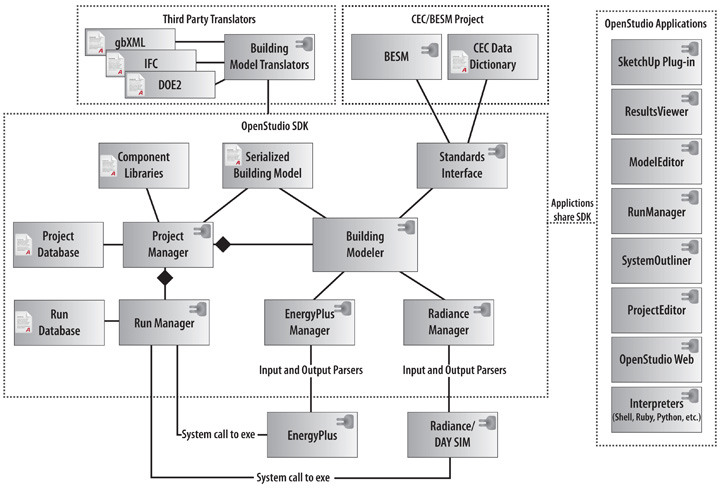 Third Party Translators
gbXML
IFC
DOE2
Building
Model Translators
CEC/BESM Project
BESM
CEC Data
Dictionary
OpenStudio SDK
Component
Libraries
Serialized
Building Model
Standards
Interface
Project
Database
Project
Manager
Building
Modeler
Run
Database
Run Manager
EnergyPlus
Manager
Radiance
Manager
Input and Output Parsers
Input and Output Parsers
System call to exe
EnergyPlus
Radiance/
DAY SIM
System call to exe
Applictions
share SDK
OpenStudio Applications
SketchUp Plug-in
ResultsViewer
ModelEditor
RunManager
SystemOutliner
ProjectEditor
OpenStudio Web
Interpreters
(Shell, Ruby, Python, etc.)